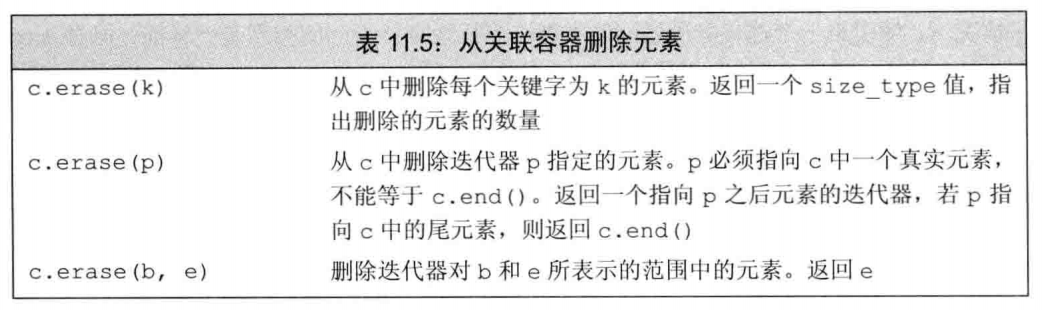 表 11.5：从关联容器删除元素
c.erase(k) 从 c 中删除每个关键字为 k 的元素。返回一个 size_type 值，指
出删除的元素的数量
c.erase(p) 从 c 中删除迭代器 p 指定的元素。p 必须指向 c 中一个真实元素，
不能等于 c.end()。返回一个指向 p 之后元素的迭代器，若 p 指
向 c 中的尾元素，则返回 c.end()
c.erase(b, e) 删除迭代器对 b 和 e 所表示的范围中的元素。返回 e